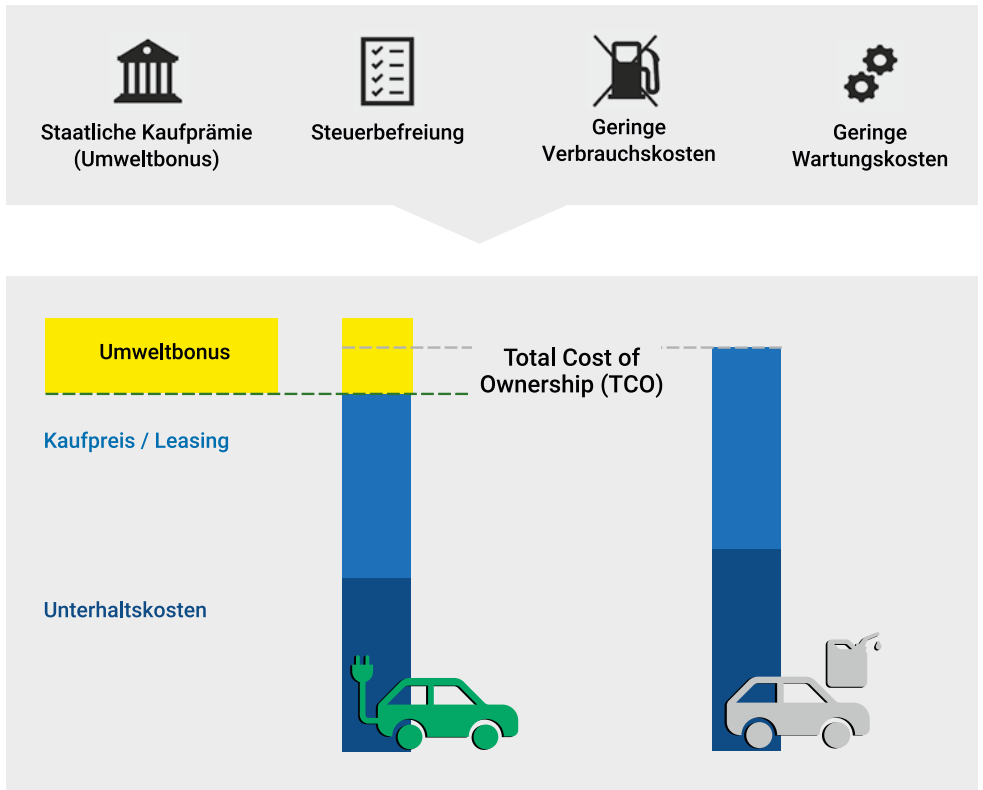 Staatliche Kaufprämie
(Umweltbonus)
Steuerbefreiung
Geringe
Verbrauchskosten
Geringe
Wartungskosten
Umweltbonus
Total Cost of
Ownership (TCO)
Kaufpreis / Leasing
Unterhaltskosten